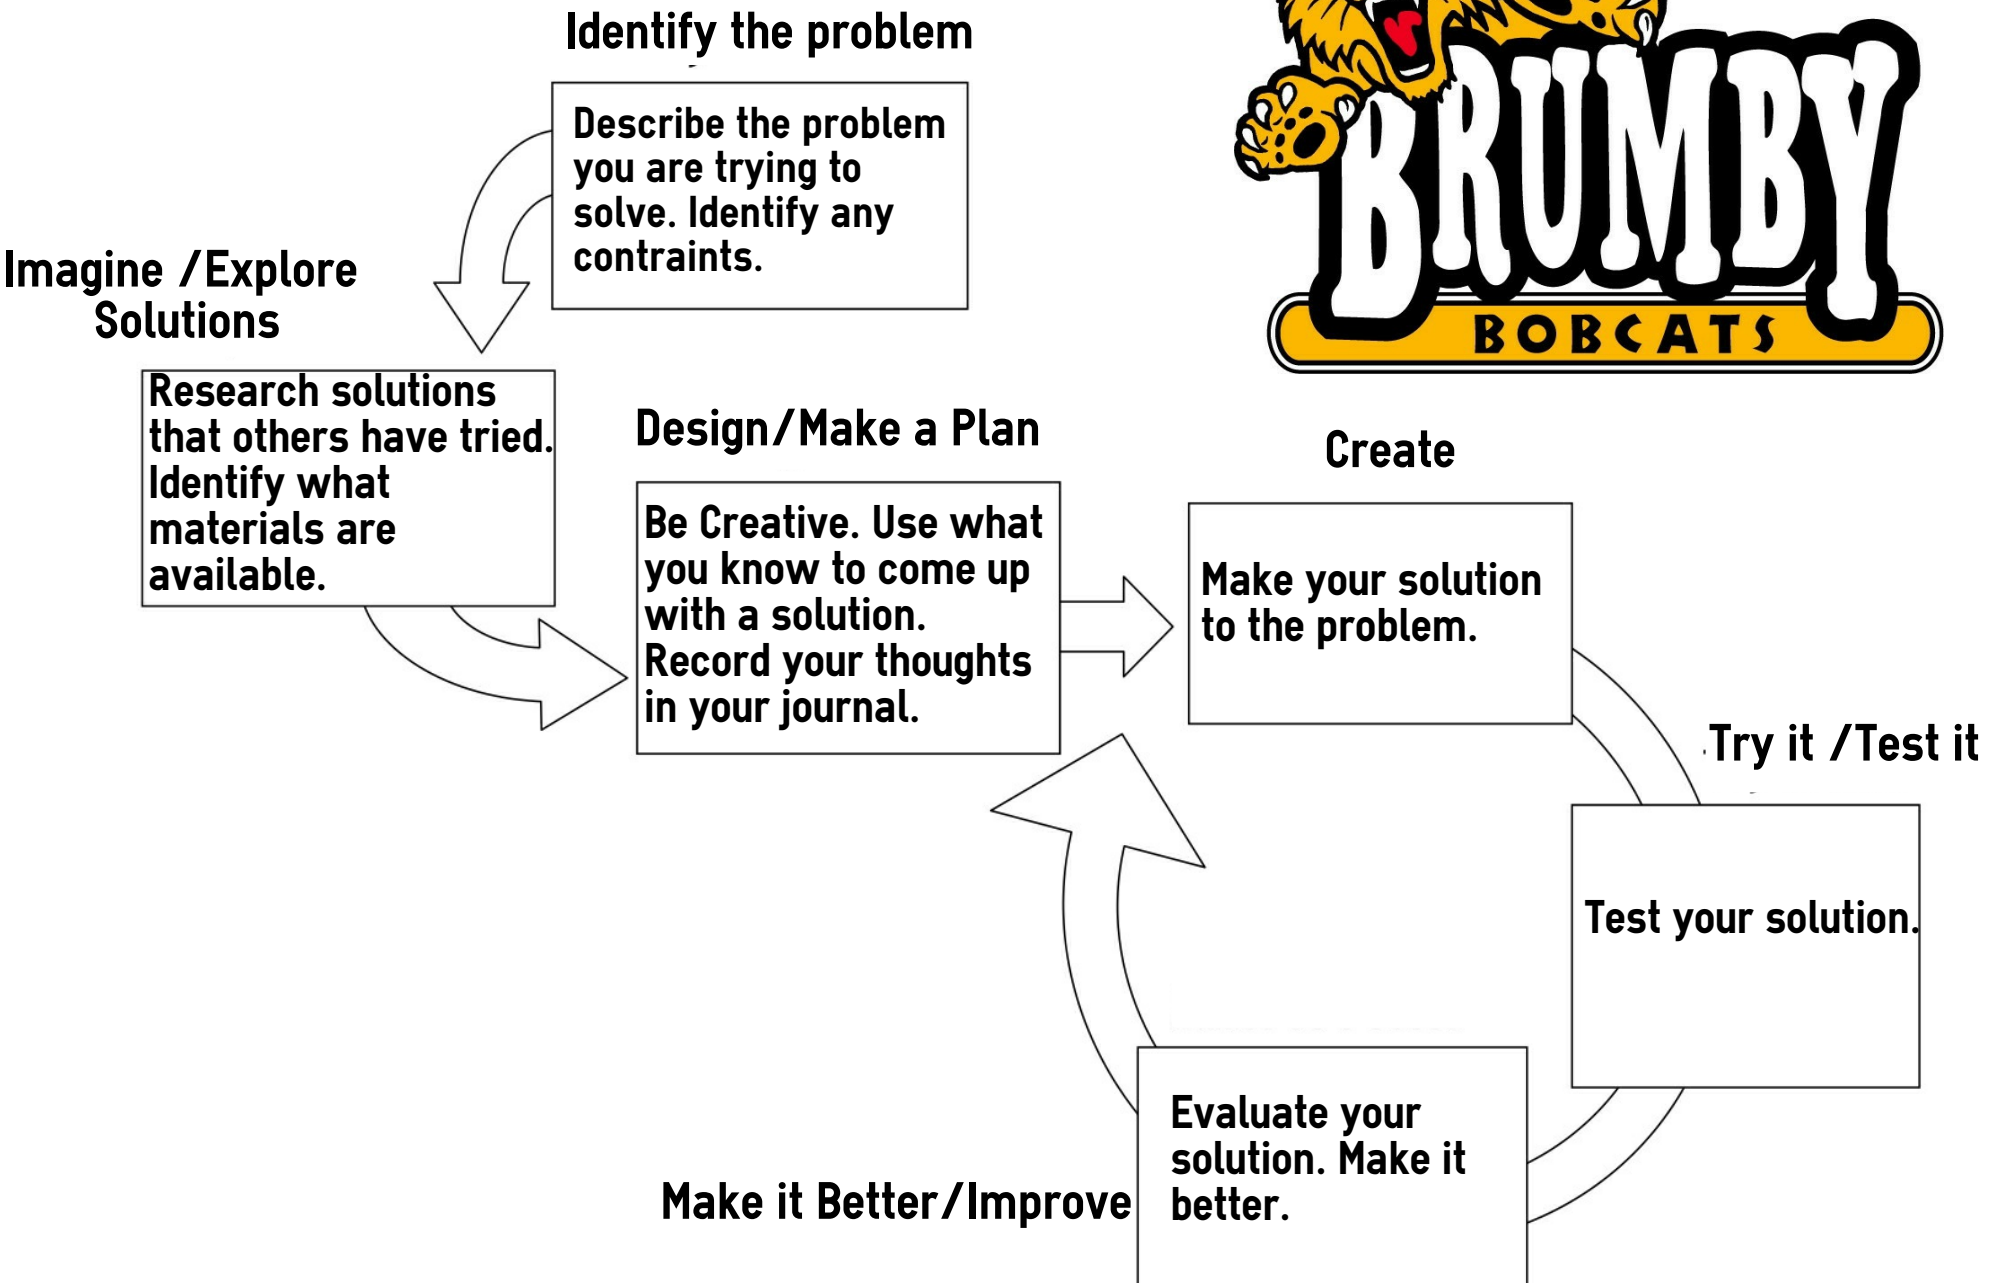 Identify the problem
Describe the problem
you are trying to
solve. Identify any
contraints.
BRUMBY
BOBCATS
Imagine /Explore
Solutions
Research solutions
that others have tried.
Identify what
materials are
available.
Design/Make a Plan
Be Creative. Use what
you know to come up
with a solution.
Record your thoughts
in your journal.
Create
Make your solution
to the problem.
Try it /Test it
Test your solution.
Make it Better/Improve
Evaluate your
solution. Make it
better.